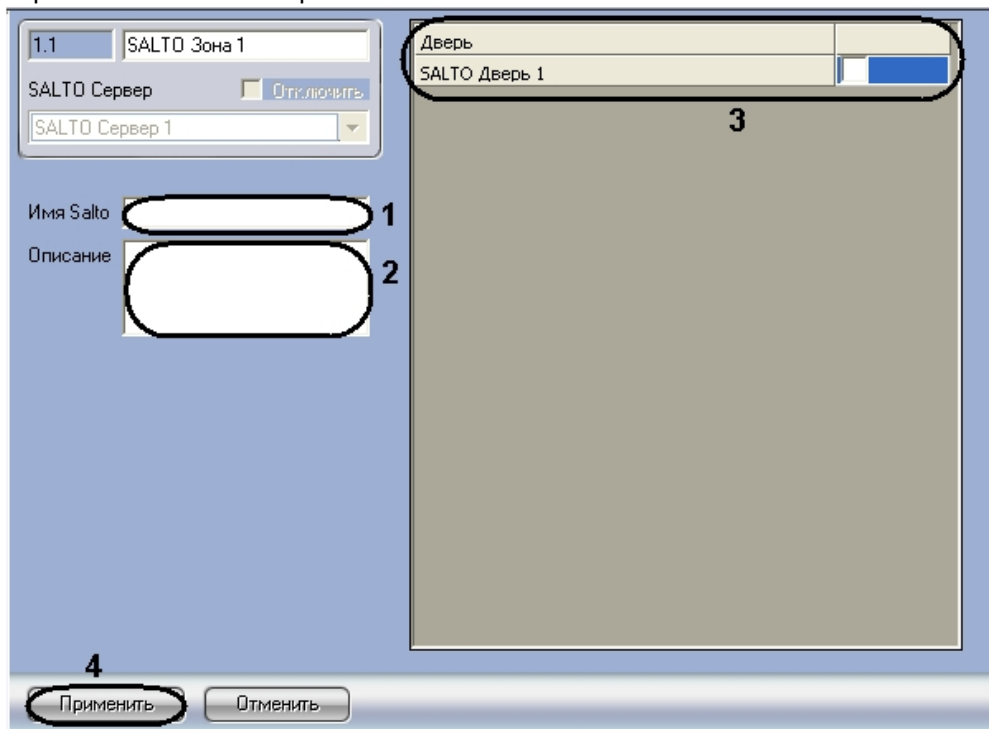 1.1 SALTO Зона 1
SALTO Сервер Отключить
SALTO Сервер 1
Имя Salto 1
Описание 2
Дверь
SALTO Дверь 1
3
4
Применить Отменить